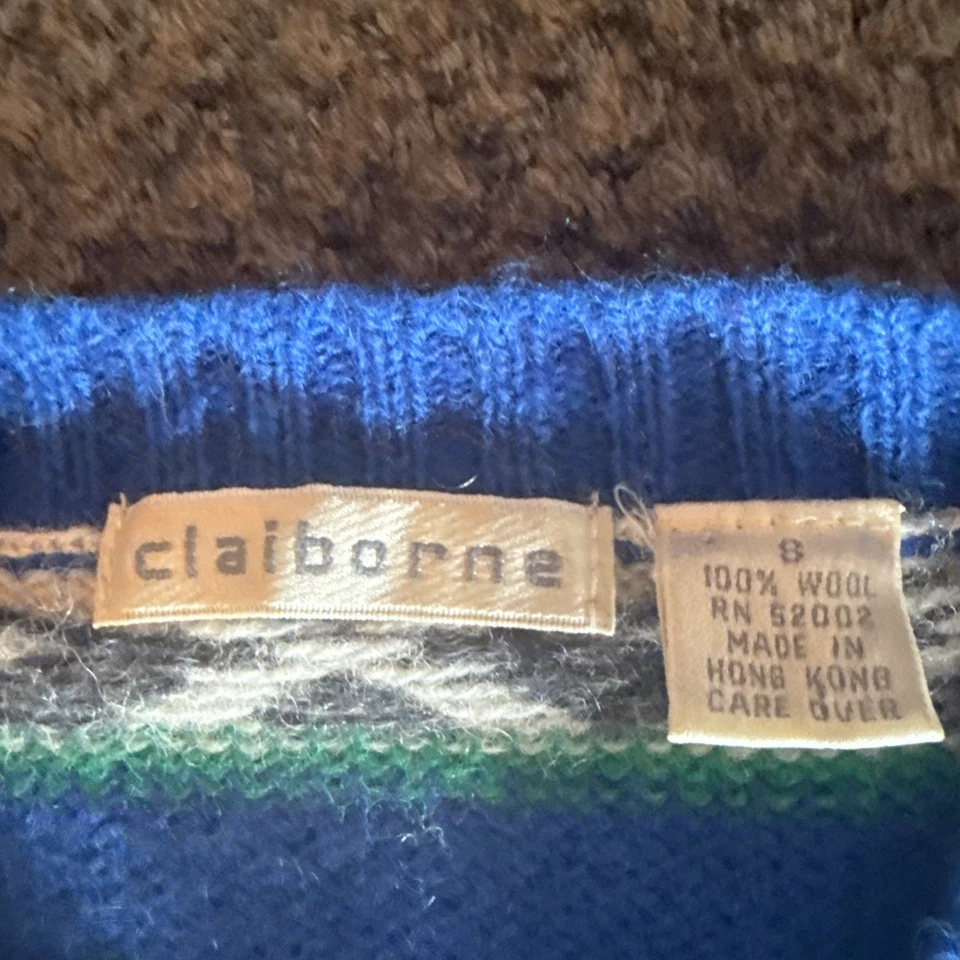 claiborne
8
100% WOOL
RN 52002
MADE IN
HONG KONG
CARE OVER